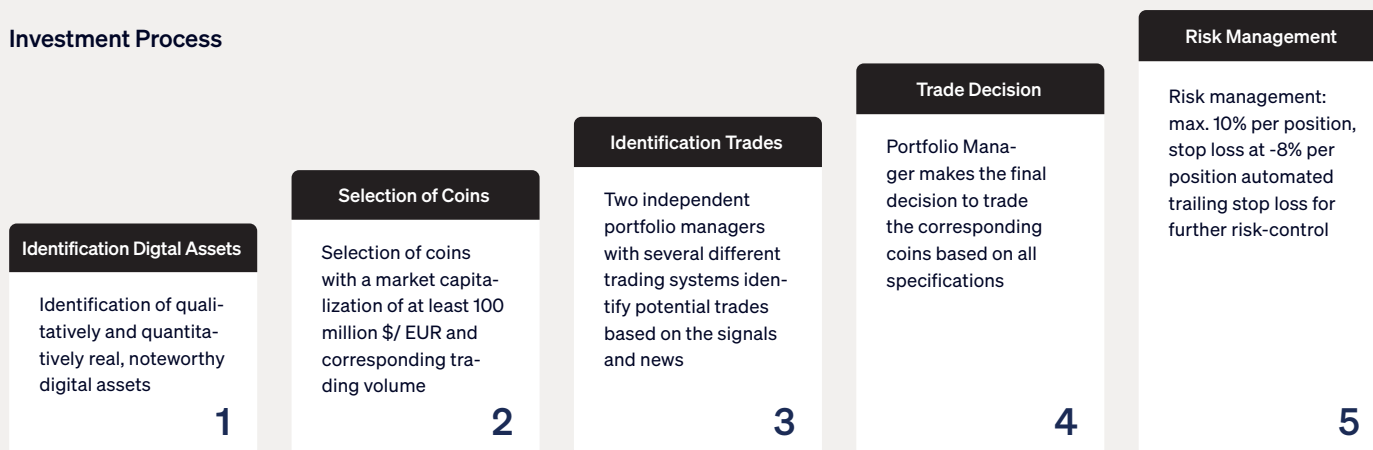 Investment Process
Identification Digtal Assets
Identification of quali-
tatively and quantita-
tively real, noteworthy
digital assets
1
Selection of Coins
Selection of coins
with a market capita-
lization of at least 100
million $/ EUR and
corresponding tra-
ding volume
2
Identification Trades
Two independent
portfolio managers
with several different
trading systems iden-
tify potential trades
based on the signals
and news
3
Trade Decision
Portfolio Mana-
ger makes the final
decision to trade
the corresponding
coins based on all
specifications
4
Risk Management
Risk management:
max. 10% per position,
stop loss at -8% per
position automated
trailing stop loss for
further risk-control
5